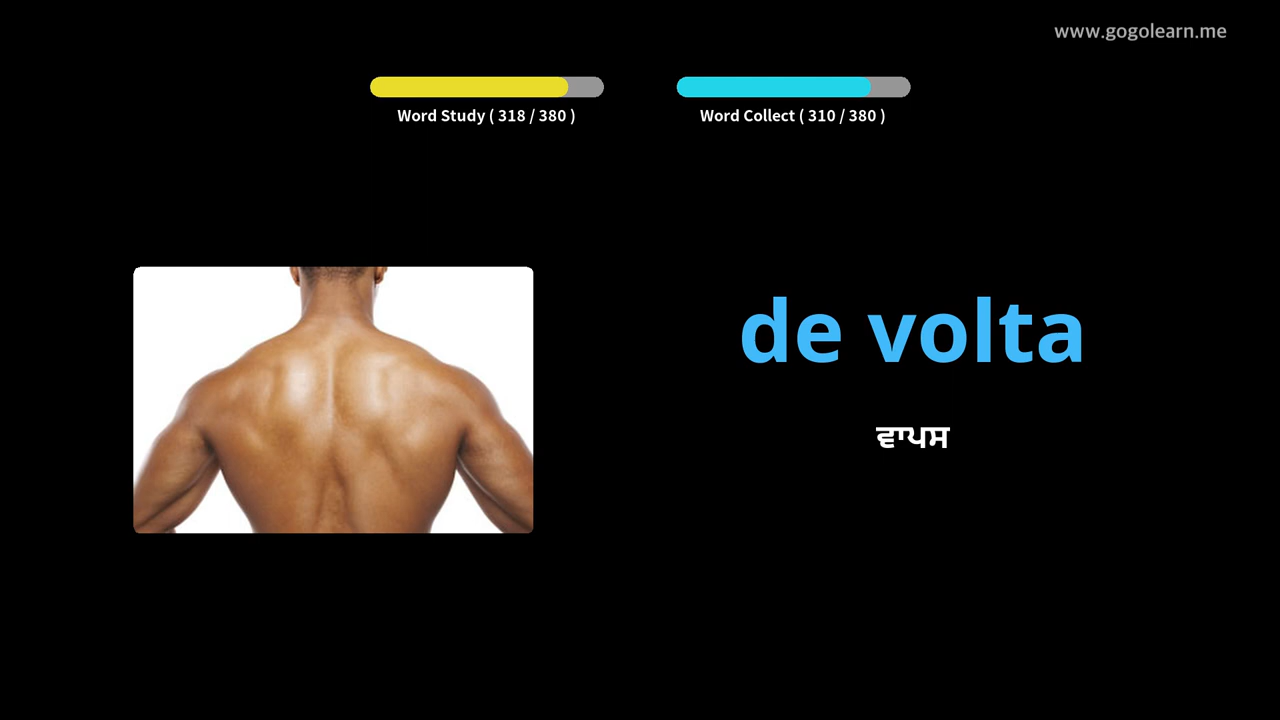 www.gogolearn.me
Word Study ( 318 / 380 )
Word Collect ( 310 / 380 )
de volta
ਵਾਪਸ